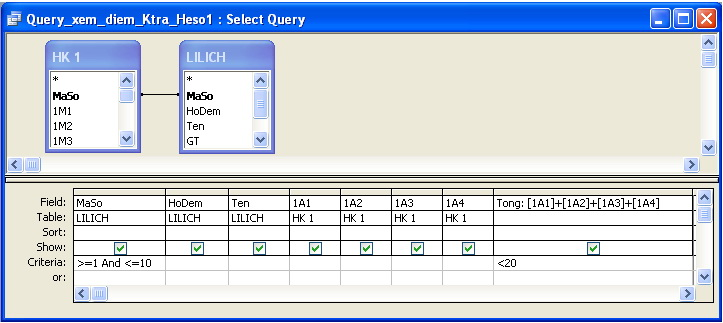 Query_xem_diem_Ktra_Heso1 : Select Query
HK 1
*
MaSo
1M1
1M2
1M3
LILICH
*
MaSo
HoDem
Ten
GT
Field: MaSo HoDem Ten 1A1 1A2 1A3 1A4 Tong: [1A1]+[1A2]+[1A3]+[1A4]
Table: LILICH LILICH LILICH HK 1 HK 1 HK 1 HK 1
Sort:
Show:
Criteria: >=1 And <=10 <20
or: